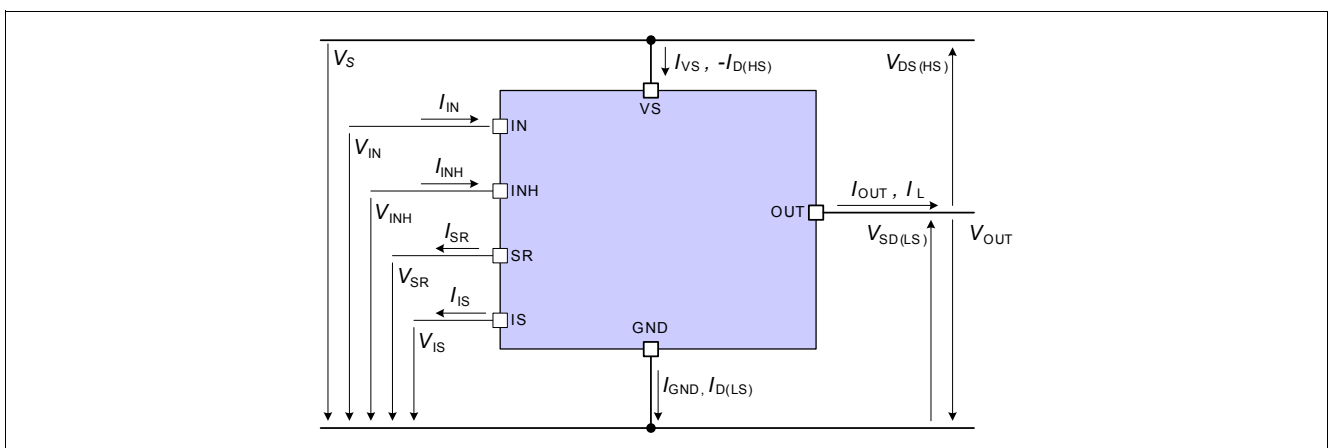 V_S
I_VS , -I_D(HS)
V_DS(HS)
VS
I_IN
IN
V_IN
I_INH
INH
V_INH
I_OUT , I_L
OUT
V_SD(LS)
V_OUT
I_SR
SR
V_SR
I_IS
IS
V_IS
GND
I_GND, I_D(LS)